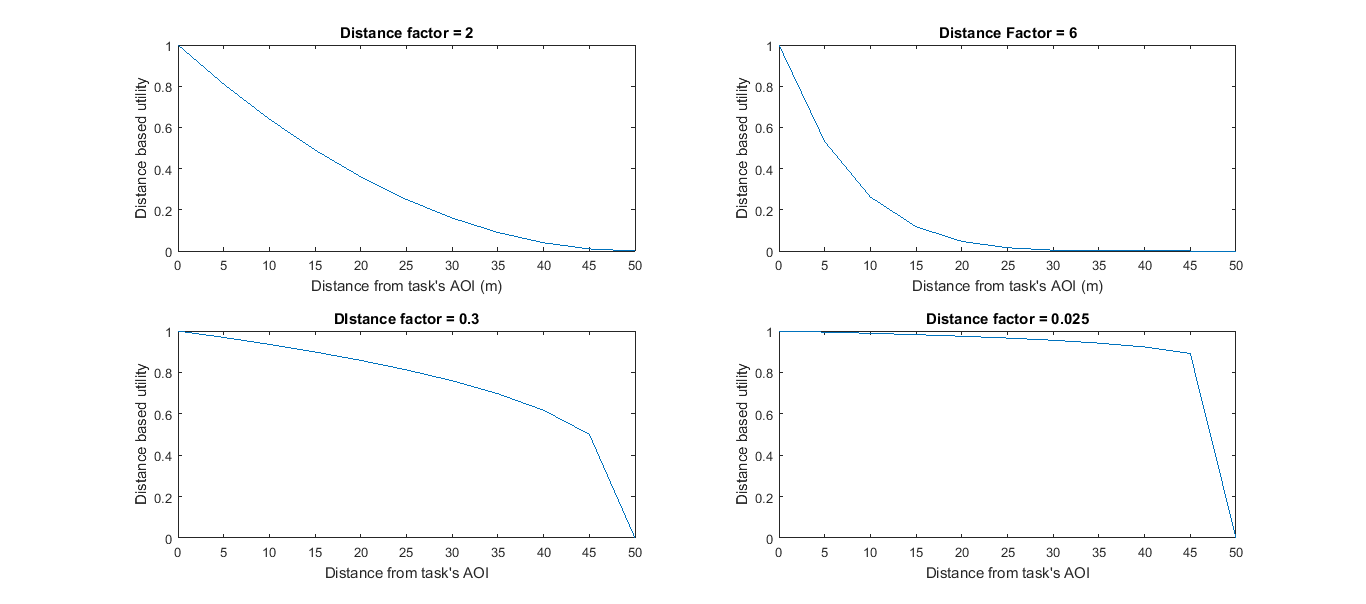 Distance factor = 2
1
0.8
0.6
0.4
0.2
0
Distance based utility
0 5 10 15 20 25 30 35 40 45 50
Distance from task's AOI (m)
Distance Factor = 6
1
0.8
0.6
0.4
0.2
0
Distance based utility
0 5 10 15 20 25 30 35 40 45 50
Distance from task's AOI (m)
DIstance factor = 0.3
1
0.8
0.6
0.4
0.2
0
Distance based utility
0 5 10 15 20 25 30 35 40 45 50
Distance from task's AOI
Distance factor = 0.025
1
0.8
0.6
0.4
0.2
0
Distance based utility
0 5 10 15 20 25 30 35 40 45 50
Distance from task's AOI